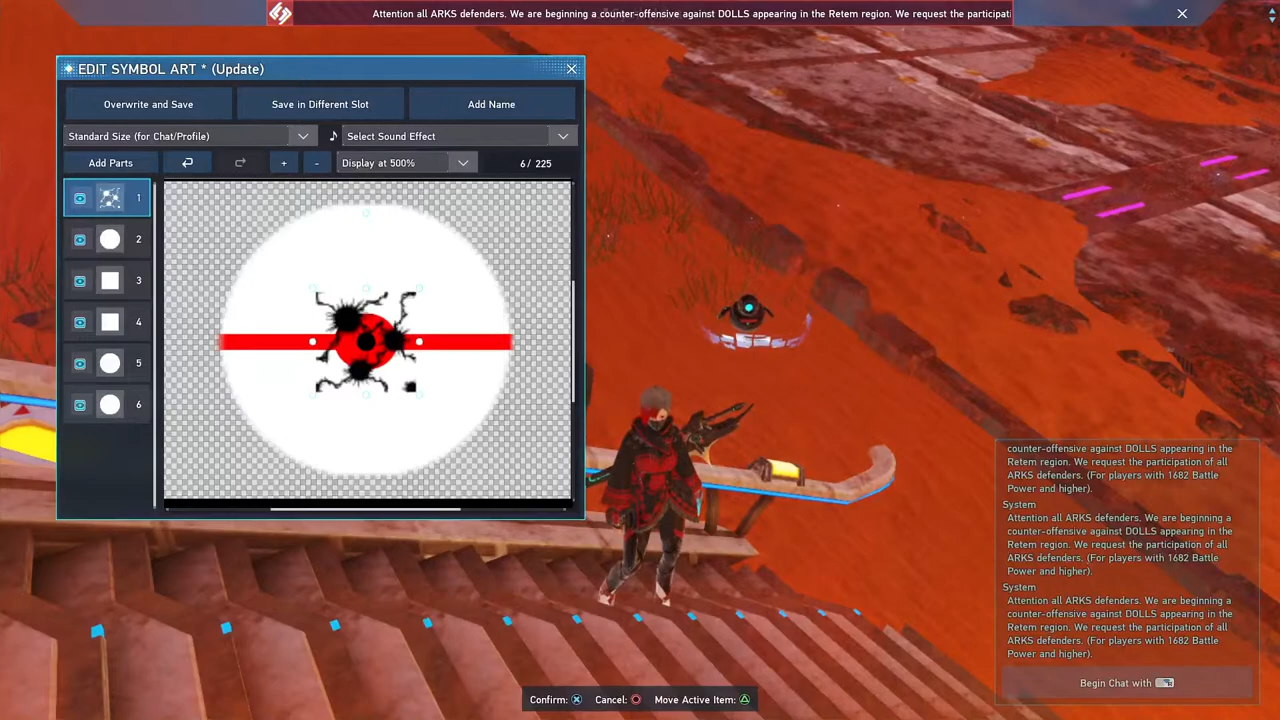 Attention all ARKS defenders. We are beginning a counter-offensive against DOLLS appearing in the Retem region. We request the participati
EDIT SYMBOL ART * (Update)
Overwrite and Save
Save in Different Slot
Add Name
Standard Size (for Chat/Profile)
♪
Select Sound Effect
Add Parts
+
-
Display at 500%
6/ 225
1
2
3
4
5
6
counter-offensive against DOLLS appearing in the
Retem region. We request the participation of all
ARKS defenders. (For players with 1682 Battle
Power and higher).
System
Attention all ARKS defenders. We are beginning a
counter-offensive against DOLLS appearing in the
Retem region. We request the participation of all
ARKS defenders. (For players with 1682 Battle
Power and higher).
System
Attention all ARKS defenders. We are beginning a
counter-offensive against DOLLS appearing in the
Retem region. We request the participation of all
ARKS defenders. (For players with 1682 Battle
Power and higher).
Begin Chat with
Confirm: Cancel: Move Active Item: